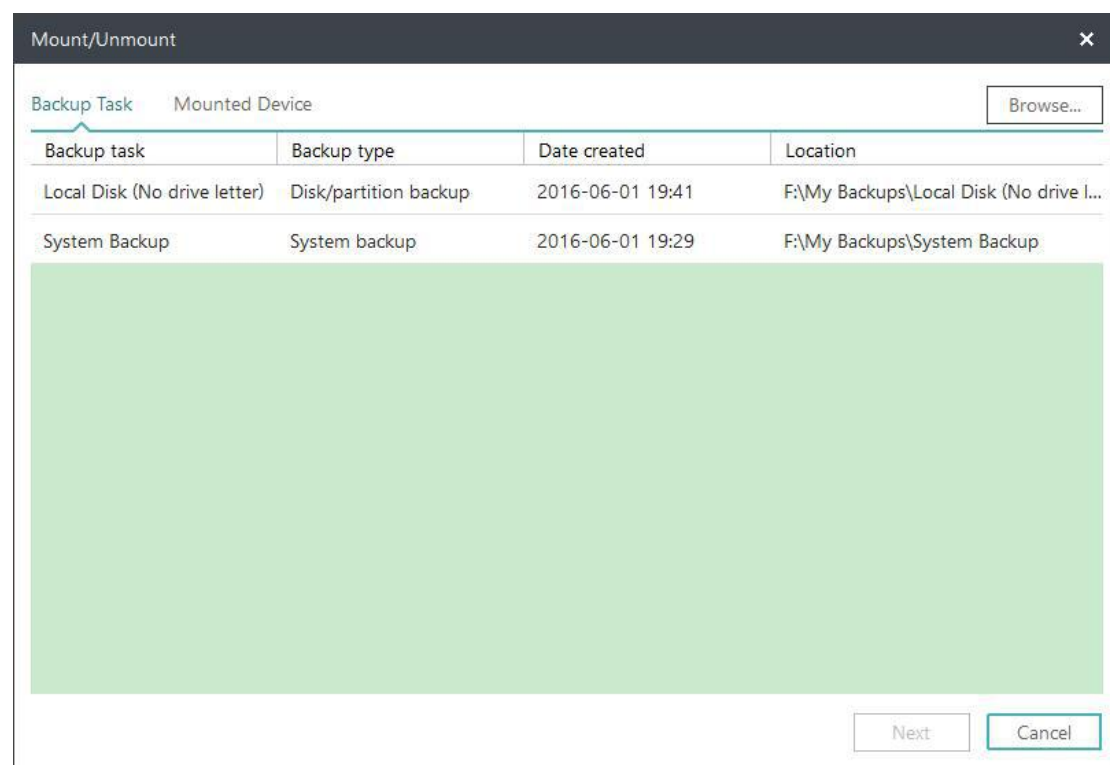 Mount/Unmount
Backup Task Mounted Device Browse...
Backup task Backup type Date created Location
Local Disk (No drive letter) Disk/partition backup 2016-06-01 19:41 F:\My Backups\Local Disk (No drive l...
System Backup System backup 2016-06-01 19:29 F:\My Backups\System Backup
Next Cancel